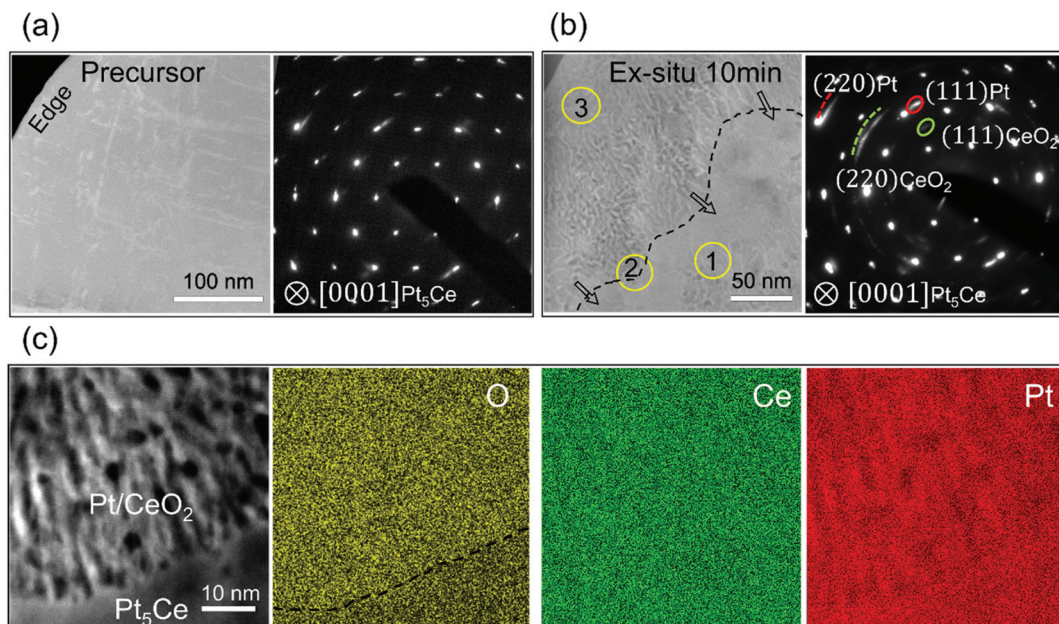 (a)
(b)
Precursor
Edge
100 nm
⊗ [0001]Pt₅Ce
Ex-situ 10min
3
2
1
50 nm
(220)Pt
(111)Pt
(111)CeO₂
(220)CeO₂
⊗ [0001]Pt₅Ce
(c)
Pt/CeO₂
Pt₅Ce
10 nm
O
Ce
Pt